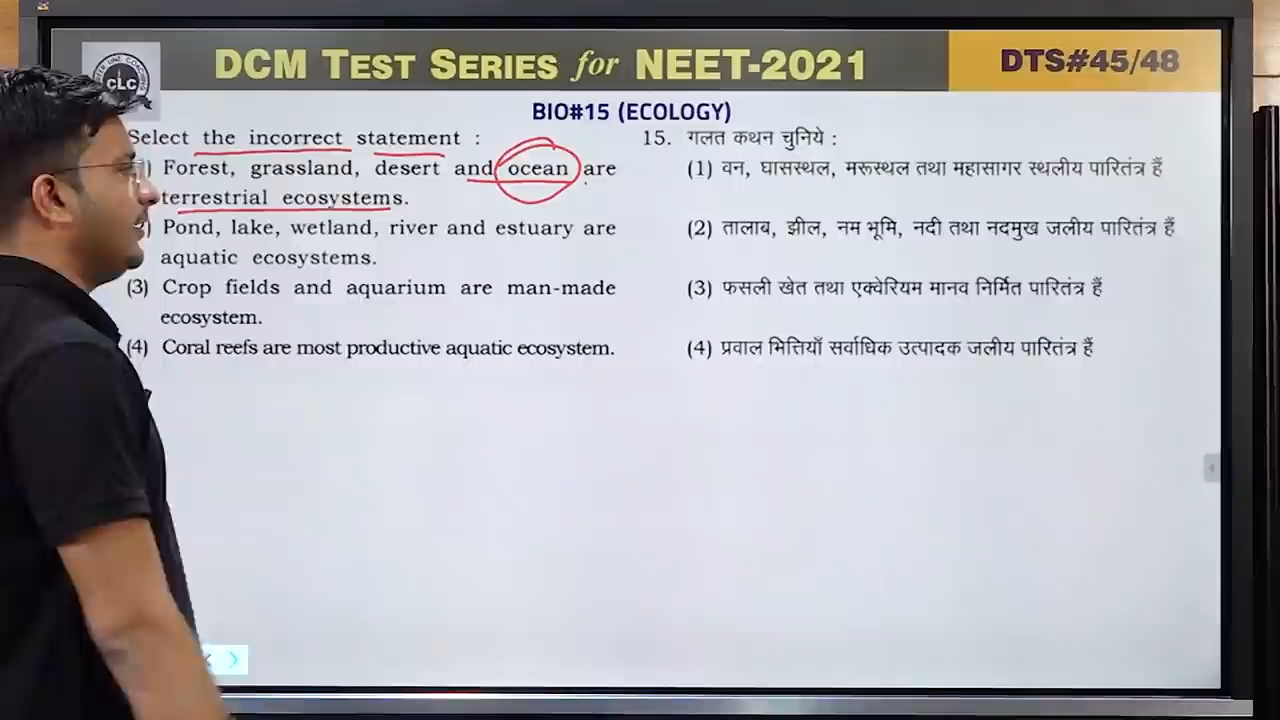 DCM TEST SERIES for NEET-2021
DTS#45/48
CLC
BIO#15 (ECOLOGY)
Select the incorrect statement :
Forest, grassland, desert and ocean are
terrestrial ecosystems.
Pond, lake, wetland, river and estuary are
aquatic ecosystems.
(3) Crop fields and aquarium are man-made
ecosystem.
(4) Coral reefs are most productive aquatic ecosystem.
15. गलत कथन चुनिये :
(1) वन, घासस्थल, मरूस्थल तथा महासागर स्थलीय पारितंत्र हैं
(2) तालाब, झील, नम भूमि, नदी तथा नदमुख जलीय पारितंत्र हैं
(3) फसली खेत तथा एक्वेरियम मानव निर्मित पारितंत्र हैं
(4) प्रवाल भित्तियाँ सर्वाधिक उत्पादक जलीय पारितंत्र हैं